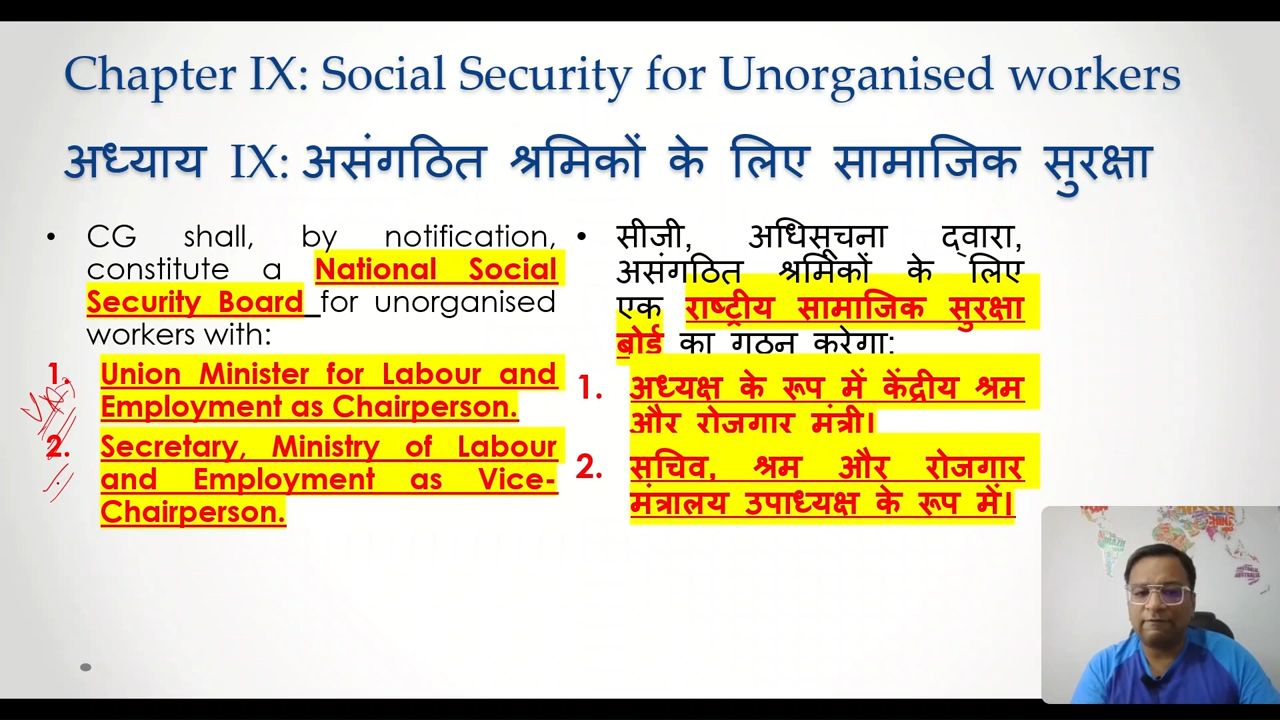 Chapter IX: Social Security for Unorganised workers
अध्याय IX: असंगठित श्रमिकों के लिए सामाजिक सुरक्षा
• CG shall, by notification,
constitute a National Social
Security Board for unorganised
workers with:
1. Union Minister for Labour and
Employment as Chairperson.
2. Secretary, Ministry of Labour
and Employment as Vice-
Chairperson.
• सीजी, अधिसूचना द्वारा,
असंगठित श्रमिकों के लिए
एक राष्ट्रीय सामाजिक सुरक्षा
बोर्ड का गठन करेगा:
1. अध्यक्ष के रूप में केंद्रीय श्रम
और रोजगार मंत्री।
2. सचिव, श्रम और रोजगार
मंत्रालय उपाध्यक्ष के रूप में।